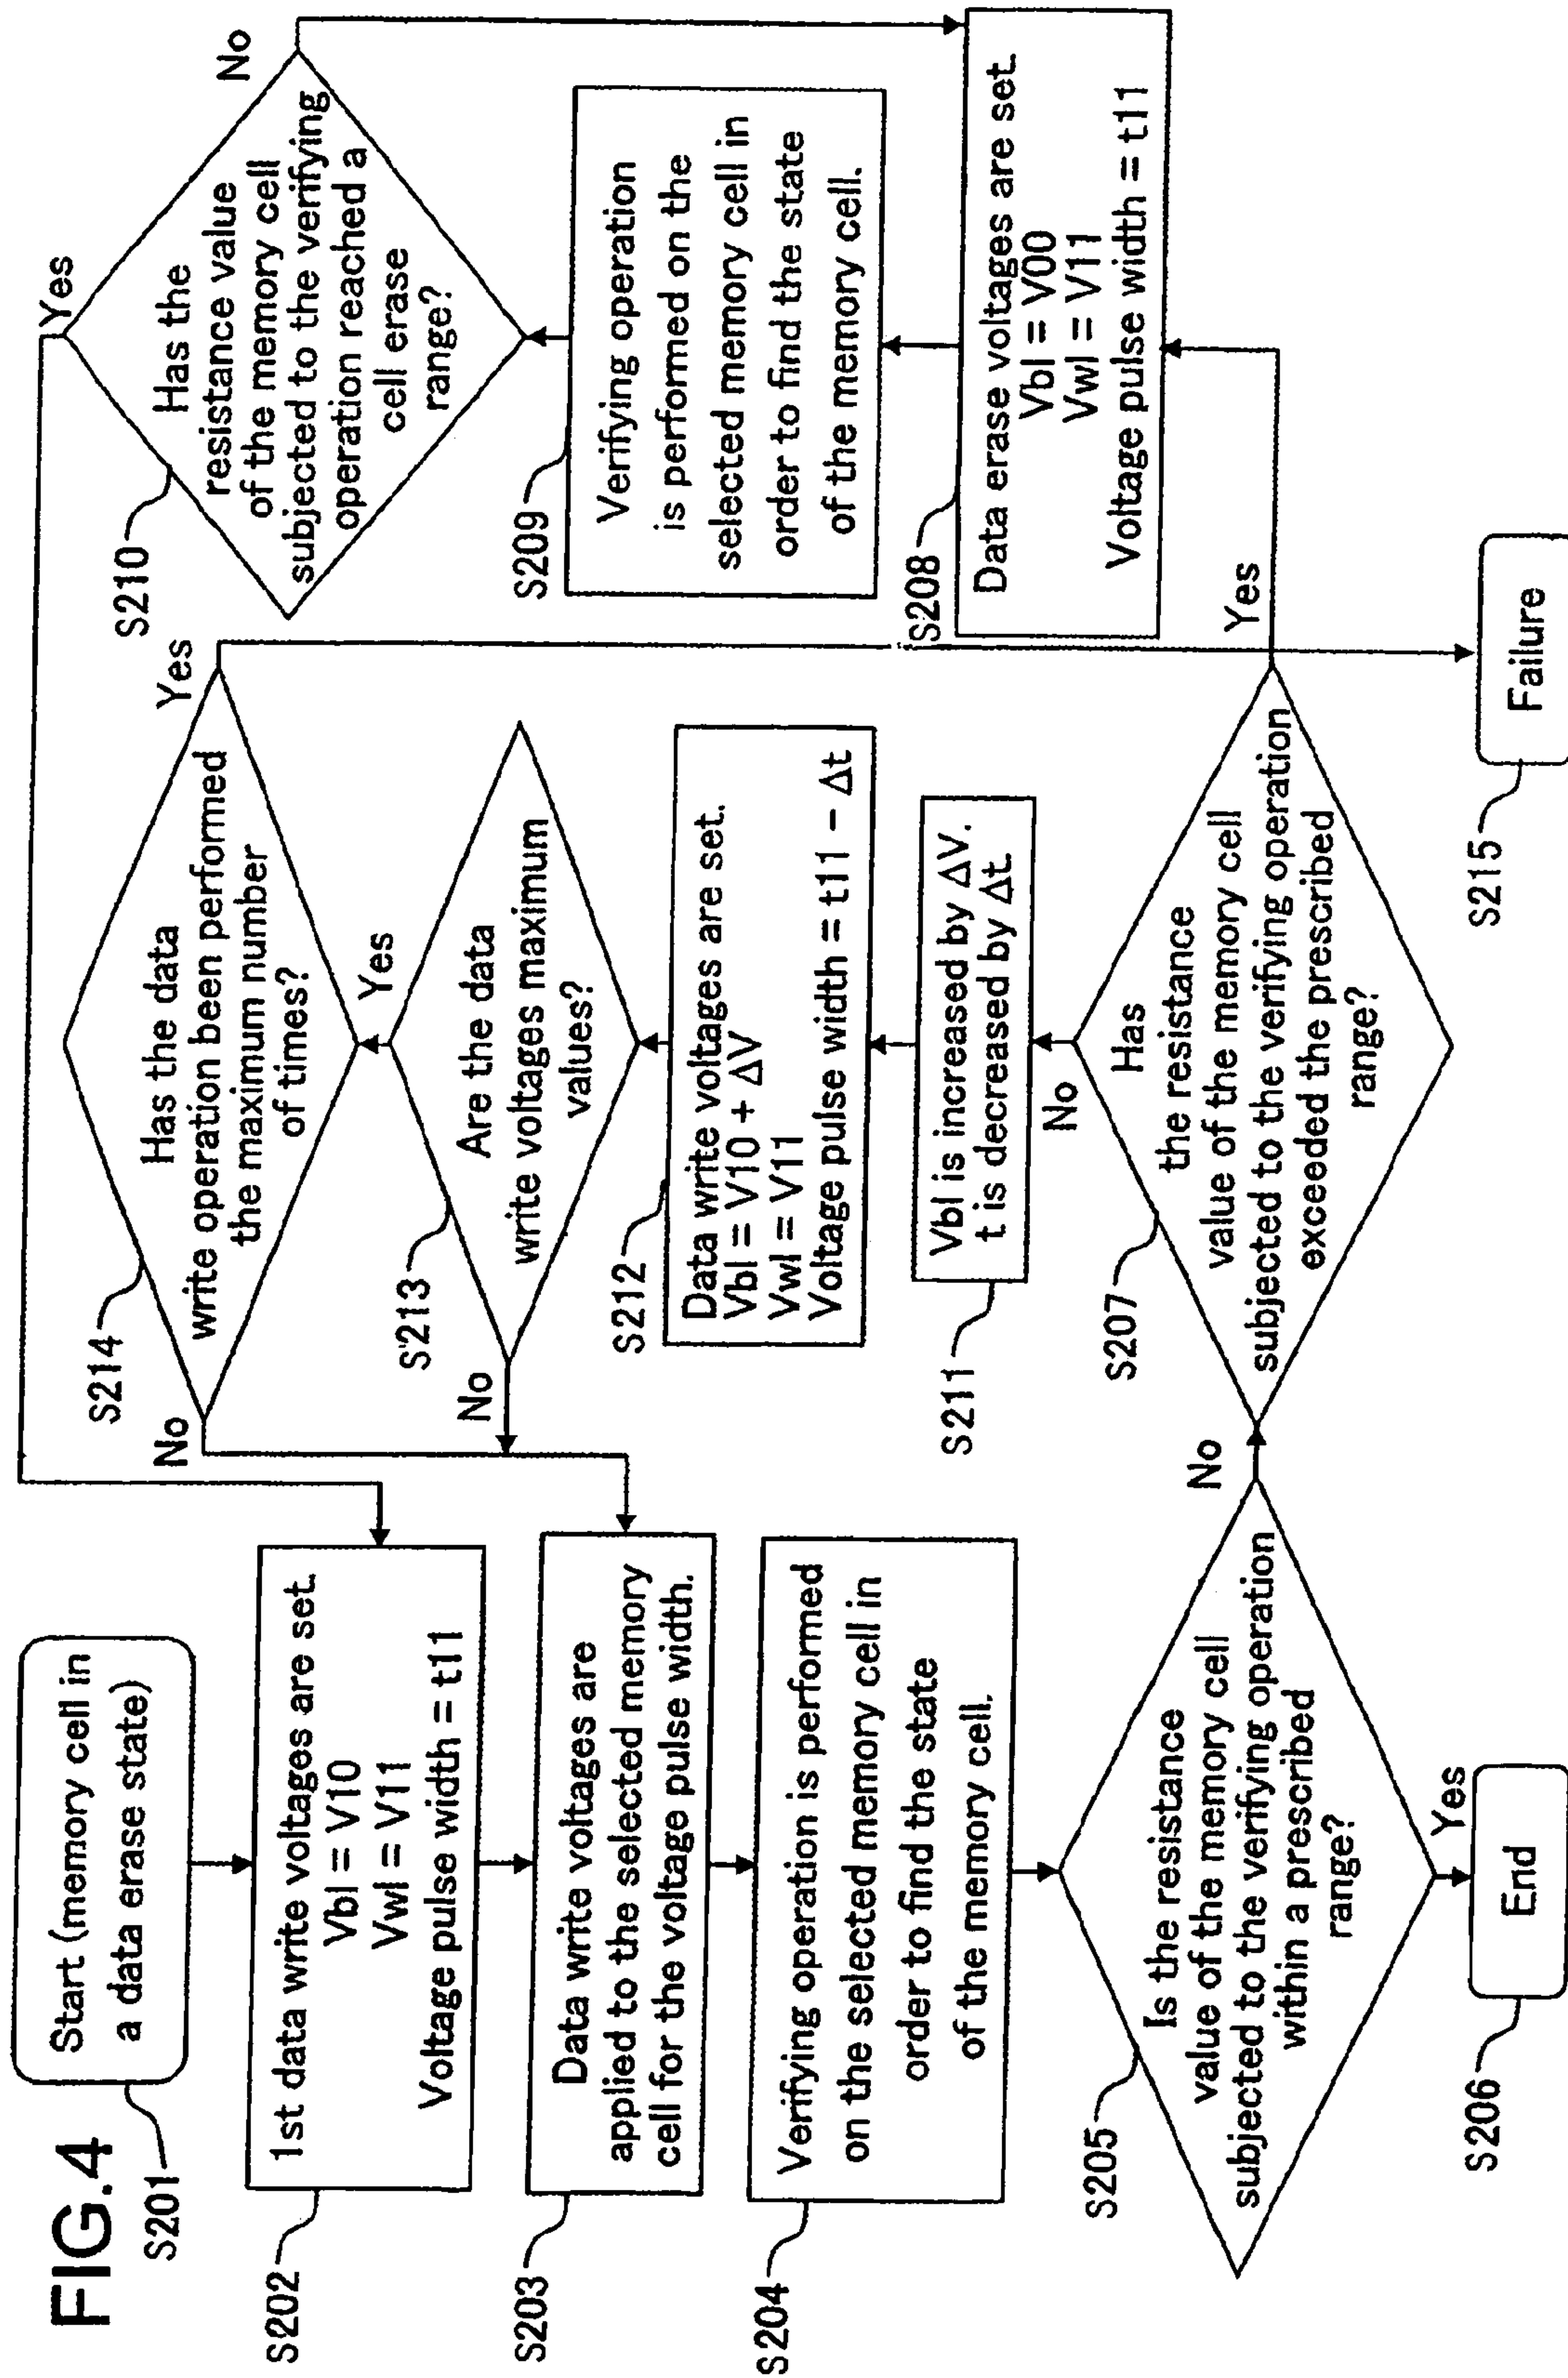 FIG.4
S201
Start (memory cell in
a data erase state)
S202
1st data write voltages are set.
Vbl = V10
Vwl = V11
Voltage pulse width = t11
S203
Data write voltages are
applied to the selected memory
cell for the voltage pulse width.
S204
Verifying operation is performed
on the selected memory cell in
order to find the state
of the memory cell.
S205
Is the resistance
value of the memory cell
subjected to the verifying operation
within a prescribed
range?
No
Yes
S206
End
S207
Has
the resistance
value of the memory cell
subjected to the verifying operation
exceeded the prescribed
range?
No
Yes
S211
Vbl is increased by ΔV.
t is decreased by Δt.
S212
Data write voltages are set.
Vbl = V10 + ΔV
Vwl = V11
Voltage pulse width = t11 - Δt
S213
Are the data
write voltages maximum
values?
No
Yes
S214
Has the data
write operation been performed
the maximum number
of times?
No
Yes
S215
Failure
S208
Data erase voltages are set.
Vbl = V00
Vwl = V11
Voltage pulse width = t11
S209
Verifying operation
is performed on the
selected memory cell in
order to find the state
of the memory cell.
S210
Has the
resistance value
of the memory cell
subjected to the verifying
operation reached a
cell erase
range?
Yes
No